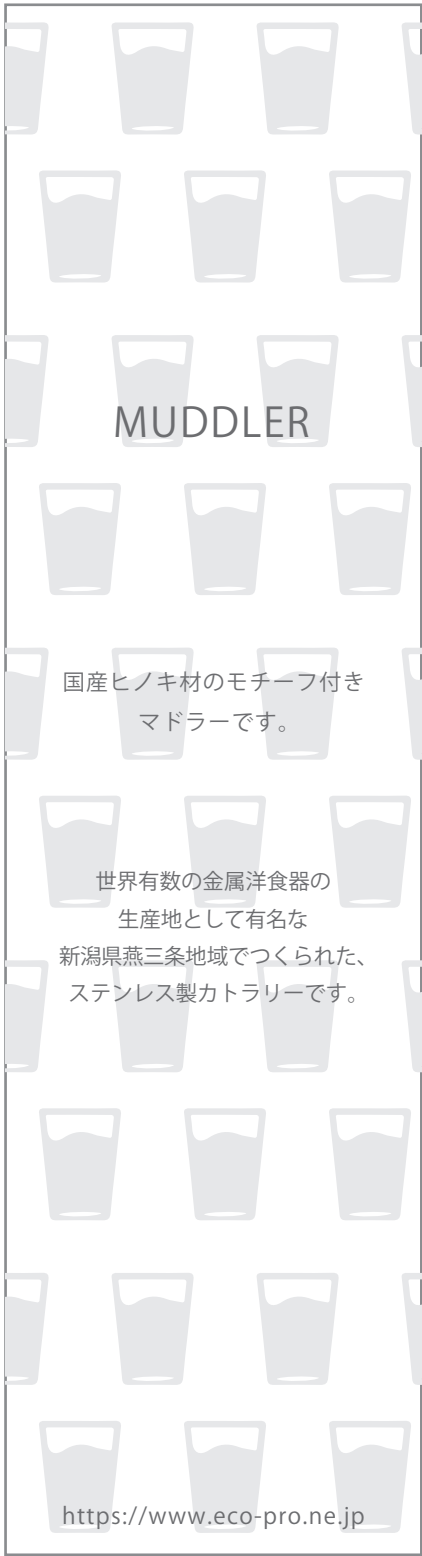 MUDDLER
国産ヒノキ材のモチーフ付き
マドラーです。
世界有数の金属洋食器の
生産地として有名な
新潟県燕三条地域でつくられた、
ステンレス製カトラリーです。
https://www.eco-pro.ne.jp